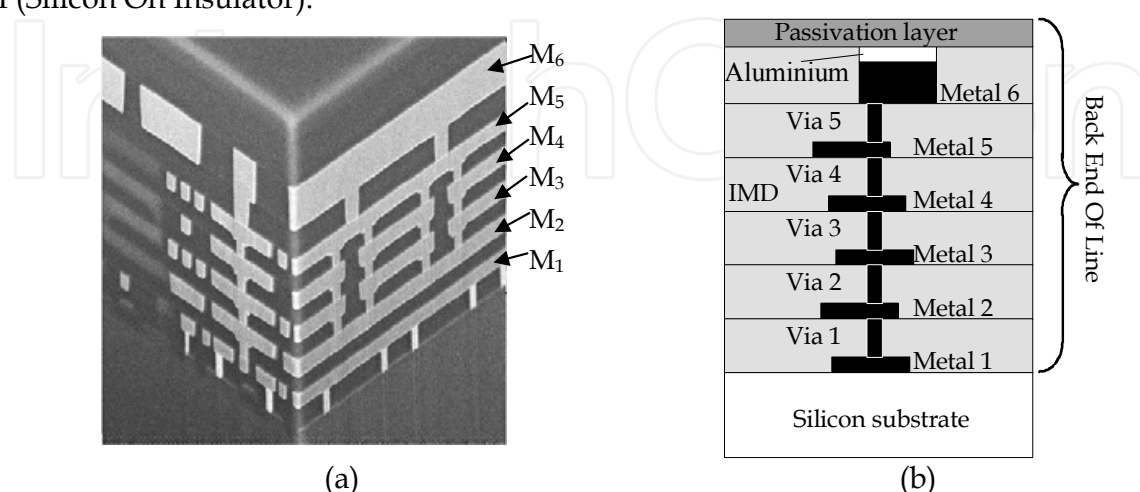 (Silicon On Insulator).
M6
M5
M4
M3
M2
M1
(a)
Passivation layer
Aluminium
Metal 6
Via 5
Metal 5
Via 4
IMD
Metal 4
Via 3
Metal 3
Via 2
Metal 2
Via 1
Metal 1
Silicon substrate
Back End Of Line
(b)